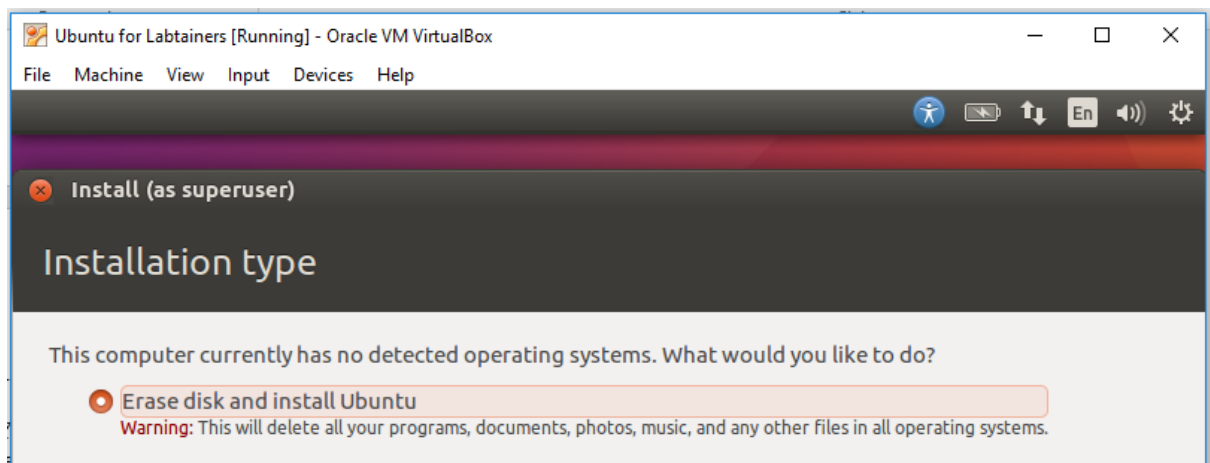 Ubuntu for Labtainers [Running] - Oracle VM VirtualBox
File Machine View Input Devices Help
En
Install (as superuser)
Installation type
This computer currently has no detected operating systems. What would you like to do?
Erase disk and install Ubuntu
Warning: This will delete all your programs, documents, photos, music, and any other files in all operating systems.